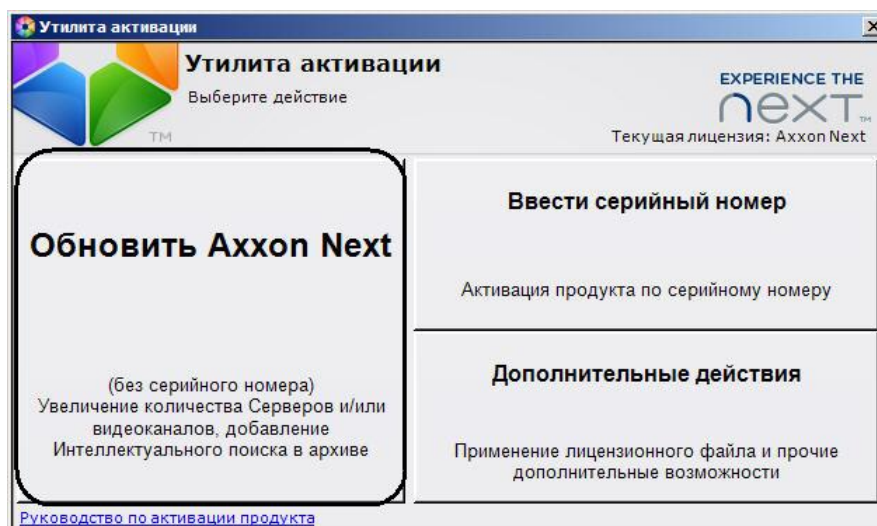 Утилита активации
Утилита активации
Выберите действие
TM
EXPERIENCE THE
next™
Текущая лицензия: Axxon Next
Обновить Axxon Next
(без серийного номера)
Увеличение количества Серверов и/или
видеоканалов, добавление
Интеллектуального поиска в архиве
Ввести серийный номер
Активация продукта по серийному номеру
Дополнительные действия
Применение лицензионного файла и прочие
дополнительные возможности
Руководство по активации продукта